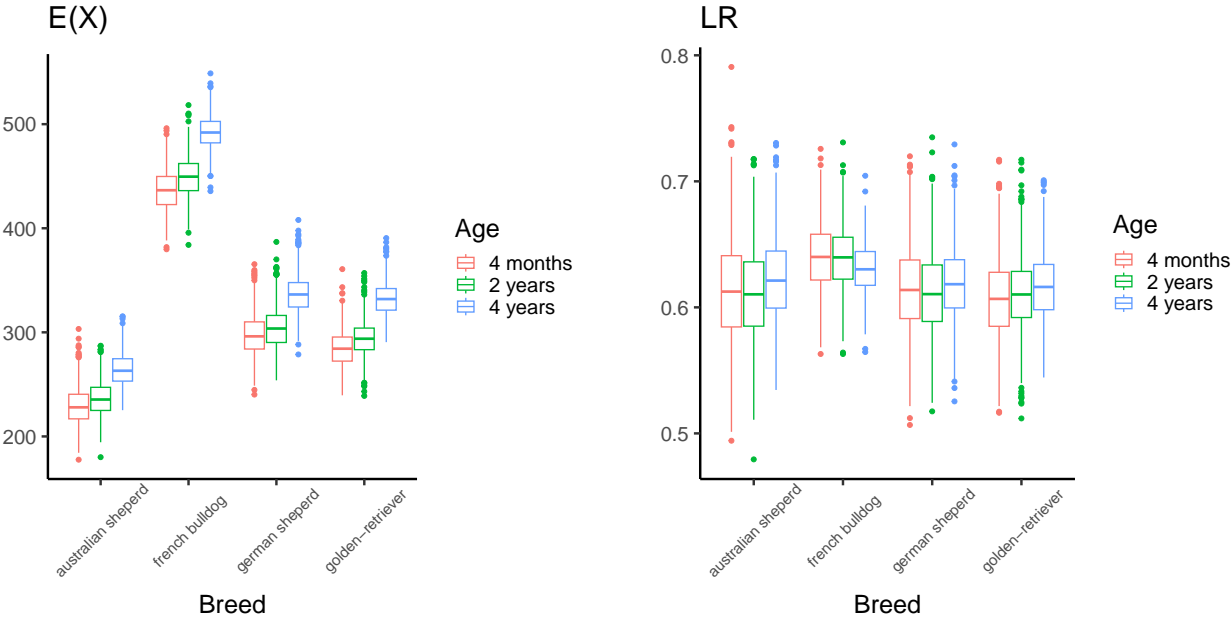 E(X)
500
400
300
200
australian sheperd
french bulldog
german sheperd
golden−retriever
Breed
Age
4 months
2 years
4 years
LR
0.8
0.7
0.6
0.5
australian sheperd
french bulldog
german sheperd
golden−retriever
Breed
Age
4 months
2 years
4 years